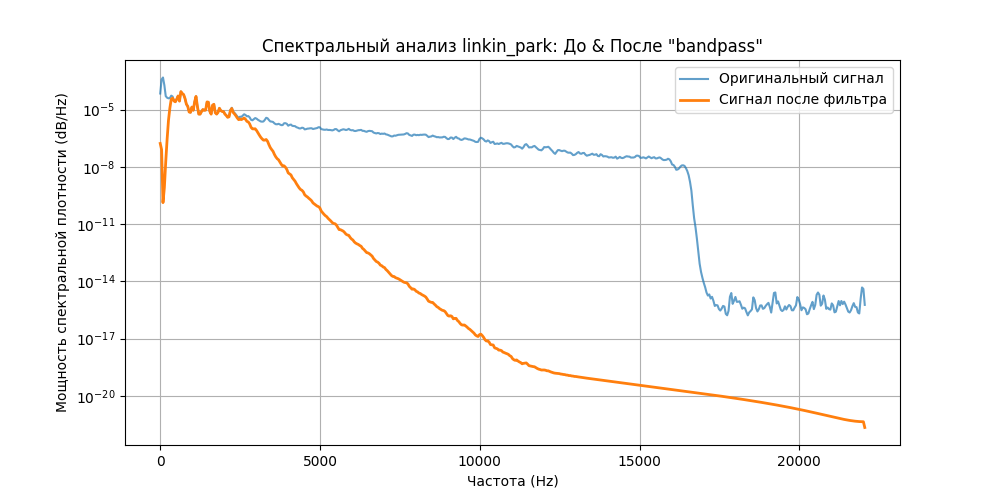 Спектральный анализ linkin_park: До & После "bandpass"
Оригинальный сигнал
Сигнал после фильтра
Мощность спектральной плотности (dB/Hz)
10⁻⁵
10⁻⁸
10⁻¹¹
10⁻¹⁴
10⁻¹⁷
10⁻²⁰
0 5000 10000 15000 20000
Частота (Hz)